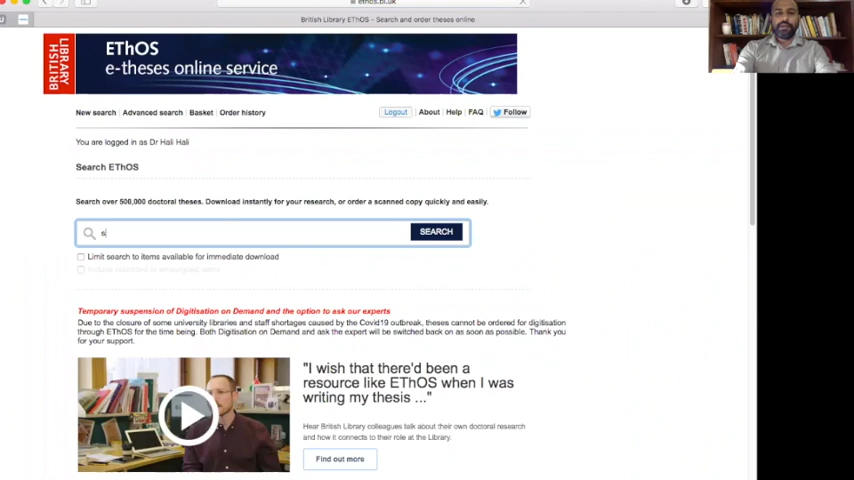 ethos.bl.uk
British Library EThOS - Search and order theses online
BRITISH LIBRARY
EThOS
e-theses online service
New search | Advanced search | Basket | Order history
Logout | About | Help | FAQ | Follow
You are logged in as Dr Hali Hali
Search EThOS
Search over 500,000 doctoral theses. Download instantly for your research, or order a scanned copy quickly and easily.
s
SEARCH
Limit search to items available for immediate download
Temporary suspension of Digitisation on Demand and the option to ask our experts
Due to the closure of some university libraries and staff shortages caused by the Covid19 outbreak, theses cannot be ordered for digitisation
through EThOS for the time being. Both Digitisation on Demand and ask the expert will be switched back on as soon as possible. Thank you
for your support.
"I wish that there'd been a
resource like EThOS when I was
writing my thesis ..."
Hear British Library colleagues talk about their own doctoral research
and how it connects to their role at the Library.
Find out more